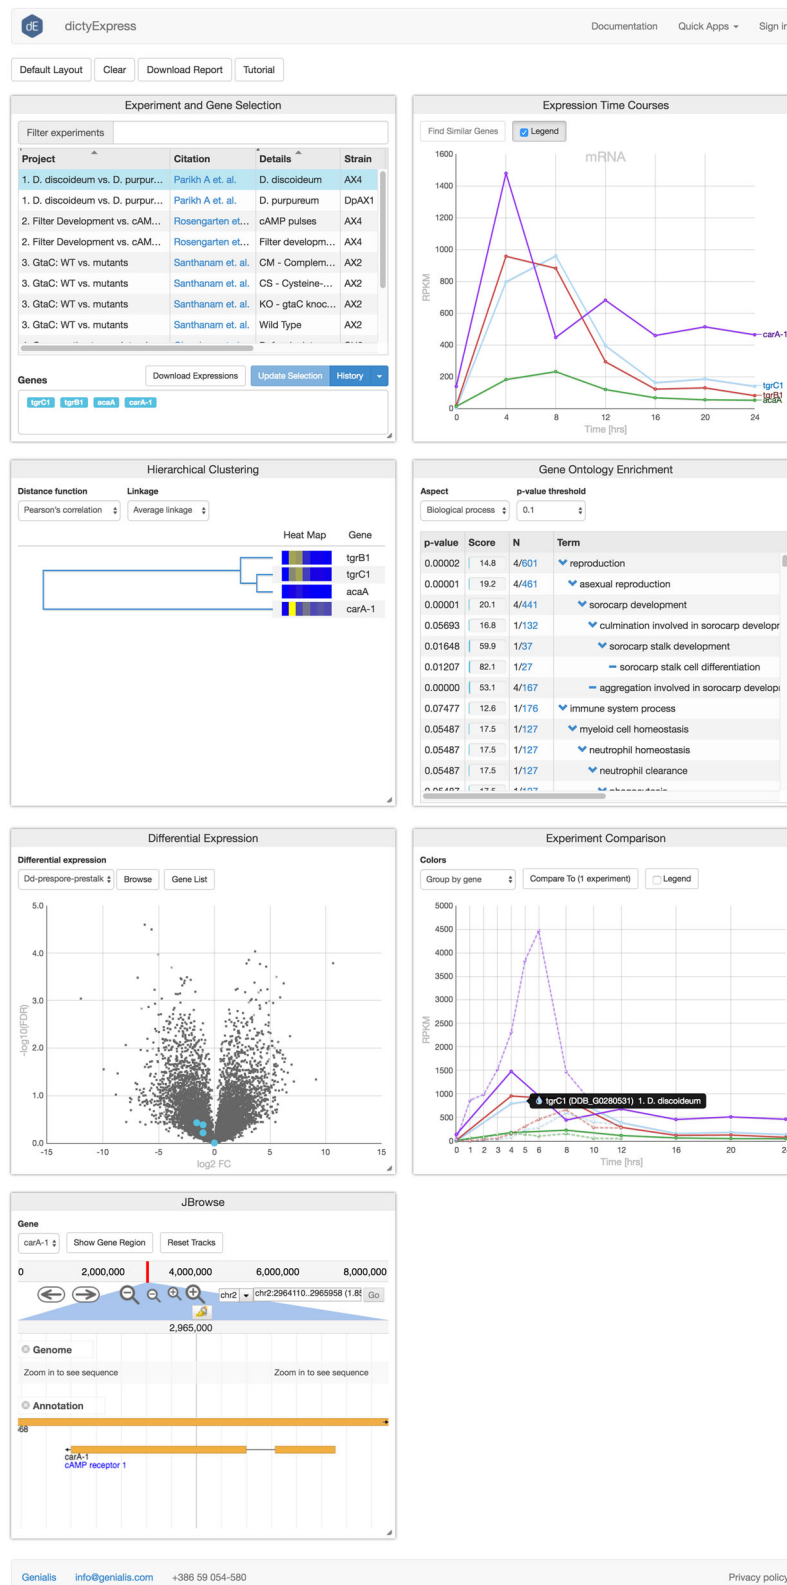 dE dictyExpress Documentation Quick Apps Sign in
Default Layout Clear Download Report Tutorial
Experiment and Gene Selection
Filter experiments
Project Citation Details Strain
1. D. discoideum vs. D. purpur... Parikh A et. al. D. discoideum AX4
1. D. discoideum vs. D. purpur... Parikh A et. al. D. purpureum DpAX1
2. Filter Development vs. cAM... Rosengarten et... cAMP pulses AX4
2. Filter Development vs. cAM... Rosengarten et... Filter developm... AX4
3. GtaC: WT vs. mutants Santhanam et. al. CM - Complem... AX2
3. GtaC: WT vs. mutants Santhanam et. al. CS - Cysteine-... AX2
3. GtaC: WT vs. mutants Santhanam et. al. KO - gtaC knoc... AX2
3. GtaC: WT vs. mutants Santhanam et. al. Wild Type AX2
Genes Download Expressions Update Selection History
tgrC1 tgrB1 acaA carA-1
Expression Time Courses
Find Similar Genes Legend
mRNA
1600
1400
1200
1000
800
600
400
200
0
RPKM
carA-1
tgrC1
tgrB1
acaA
0 4 8 12 16 20 24
Time [hrs]
Hierarchical Clustering
Distance function Linkage
Pearson's correlation Average linkage
Heat Map Gene
tgrB1
tgrC1
acaA
carA-1
Gene Ontology Enrichment
Aspect p-value threshold
Biological process 0.1
p-value Score N Term
0.00002 14.8 4/601 reproduction
0.00001 19.2 4/461 asexual reproduction
0.00001 20.1 4/441 sorocarp development
0.05693 16.8 1/132 culmination involved in sorocarp developr
0.01648 59.9 1/37 sorocarp stalk development
0.01207 82.1 1/27 sorocarp stalk cell differentiation
0.00000 53.1 4/167 aggregation involved in sorocarp develop
0.07477 12.6 1/176 immune system process
0.05487 17.5 1/127 myeloid cell homeostasis
0.05487 17.5 1/127 neutrophil homeostasis
0.05487 17.5 1/127 neutrophil clearance
0.05487 17.5 1/127 phagocytosis
Differential Expression
Differential expression
Dd-prespore-prestalk Browse Gene List
5.0
4.0
3.0
2.0
1.0
0.0
-log10(FDR)
-15 -10 -5 0 5 10 15
log2 FC
Experiment Comparison
Colors
Group by gene Compare To (1 experiment) Legend
5000
4500
4000
3500
3000
2500
2000
1500
1000
500
0
RPKM
tgrC1 (DDB_G0280531) 1. D. discoideum
0 1 2 3 4 5 6 8 10 12 16 20 24
Time [hrs]
JBrowse
Gene
carA-1 Show Gene Region Reset Tracks
0 2,000,000 4,000,000 6,000,000 8,000,000
chr2 chr2:2964110..2965958 (1.85 Go
2,965,000
Genome
Zoom in to see sequence Zoom in to see sequence
Annotation
68
carA-1
cAMP receptor 1
Genialis info@genialis.com +386 59 054-580 Privacy policy